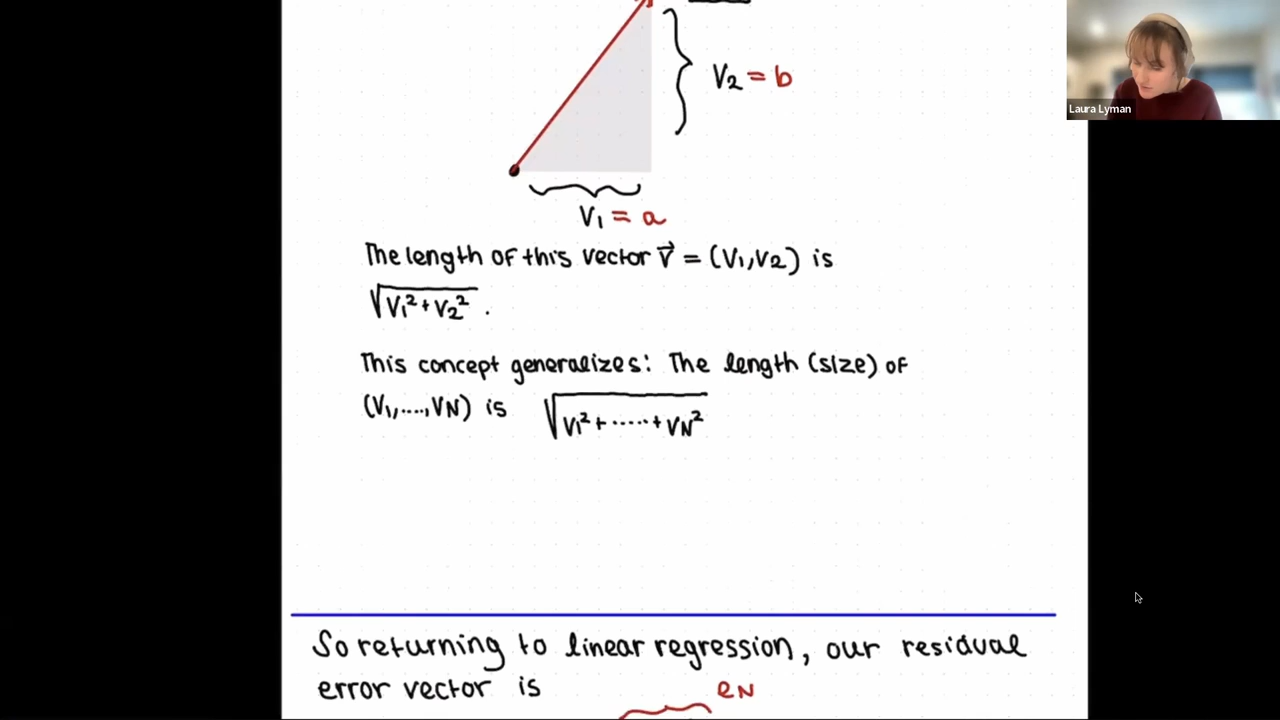 V2 = b
Laura Lyman
V1 = a
The length of this vector v⃗ = (V1,V2) is
√V1² + V2² .
This concept generalizes: The length (size) of
(V1,....,VN) is √V1² + ..... + VN²
So returning to linear regression, our residual
error vector is
eN